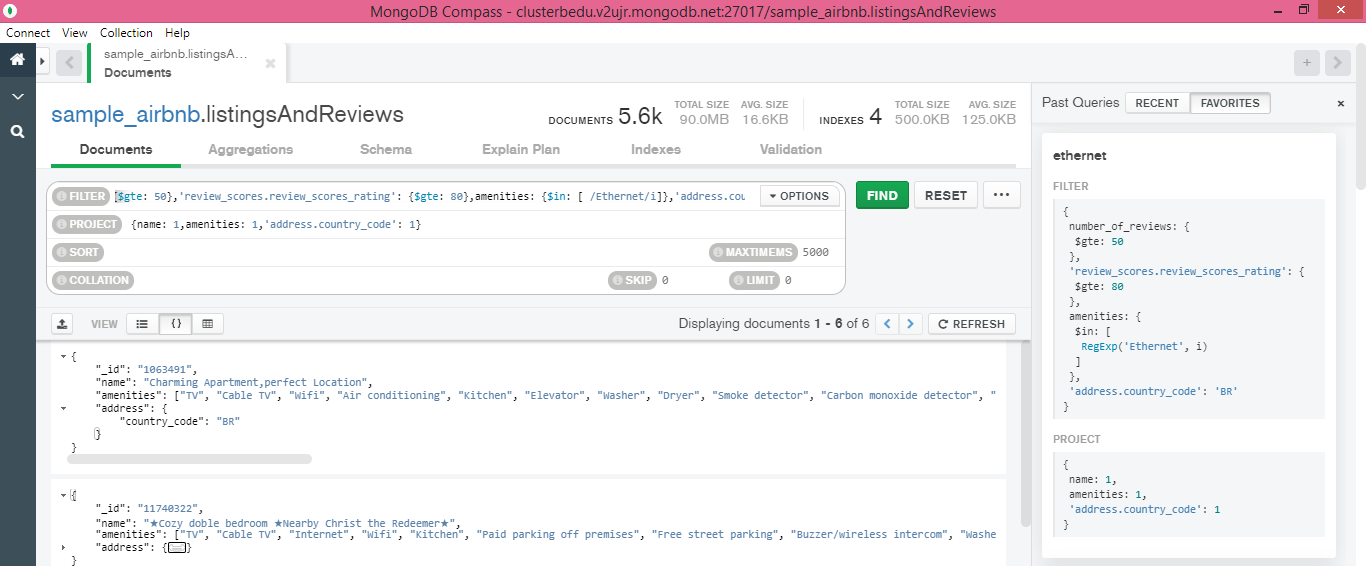 MongoDB Compass - clusterbedu.v2ujr.mongodb.net:27017/sample_airbnb.listingsAndReviews
Connect View Collection Help
sample_airbnb.listingsA...
Documents
sample_airbnb.listingsAndReviews
DOCUMENTS 5.6k TOTAL SIZE 90.0MB AVG. SIZE 16.6KB
INDEXES 4 TOTAL SIZE 500.0KB AVG. SIZE 125.0KB
Documents Aggregations Schema Explain Plan Indexes Validation
FILTER {$gte: 50},'review_scores.review_scores_rating': {$gte: 80},amenities: {$in: [ /Ethernet/i]},'address.cou OPTIONS
FIND RESET ...
PROJECT {name: 1,amenities: 1,'address.country_code': 1}
SORT MAXTIMEMS 5000
COLLATION SKIP 0 LIMIT 0
VIEW {} Displaying documents 1 - 6 of 6 < > REFRESH
{
"_id": "1063491",
"name": "Charming Apartment,perfect Location",
"amenities": ["TV", "Cable TV", "Wifi", "Air conditioning", "Kitchen", "Elevator", "Washer", "Dryer", "Smoke detector", "Carbon monoxide detector", "
"address": {
"country_code": "BR"
}
}
{
"_id": "11740322",
"name": "★Cozy doble bedroom ★Nearby Christ the Redeemer★",
"amenities": ["TV", "Cable TV", "Internet", "Wifi", "Kitchen", "Paid parking off premises", "Free street parking", "Buzzer/wireless intercom", "Washe
"address": {...}
}
Past Queries RECENT FAVORITES ×
ethernet
FILTER
{
number_of_reviews: {
$gte: 50
},
'review_scores.review_scores_rating': {
$gte: 80
},
amenities: {
$in: [
RegExp('Ethernet', i)
]
},
'address.country_code': 'BR'
}
PROJECT
{
name: 1,
amenities: 1,
'address.country_code': 1
}